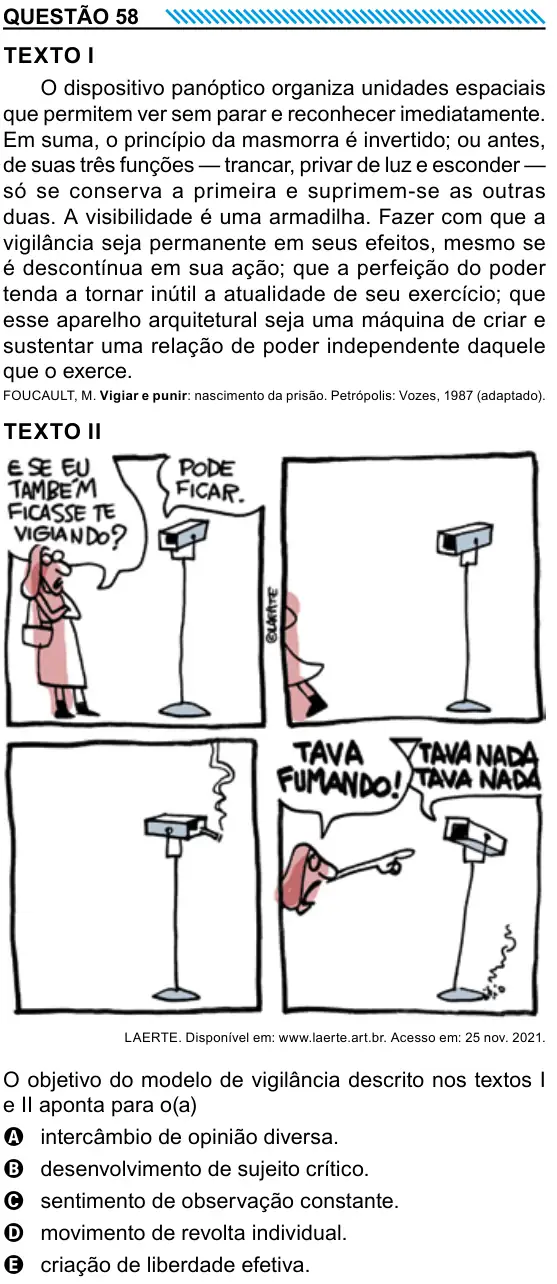 QUESTÃO 58
TEXTO I
O dispositivo panóptico organiza unidades espaciais
que permitem ver sem parar e reconhecer imediatamente.
Em suma, o princípio da masmorra é invertido; ou antes,
de suas três funções — trancar, privar de luz e esconder —
só se conserva a primeira e suprimem-se as outras
duas. A visibilidade é uma armadilha. Fazer com que a
vigilância seja permanente em seus efeitos, mesmo se
é descontínua em sua ação; que a perfeição do poder
tenda a tornar inútil a atualidade de seu exercício; que
esse aparelho arquitetural seja uma máquina de criar e
sustentar uma relação de poder independente daquele
que o exerce.
FOUCAULT, M. Vigiar e punir: nascimento da prisão. Petrópolis: Vozes, 1987 (adaptado).
TEXTO II
E SE EU
TAMBÉM
FICASSE TE
VIGIANDO?
PODE
FICAR.
@LAERTE
TAVA
FUMANDO!
TAVA NADA
TAVA NADA
LAERTE. Disponível em: www.laerte.art.br. Acesso em: 25 nov. 2021.
O objetivo do modelo de vigilância descrito nos textos I
e II aponta para o(a)
A intercâmbio de opinião diversa.
B desenvolvimento de sujeito crítico.
C sentimento de observação constante.
D movimento de revolta individual.
E criação de liberdade efetiva.